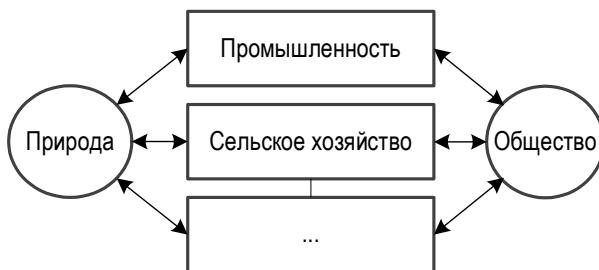 Промышленность
Природа
Сельское хозяйство
Общество
...